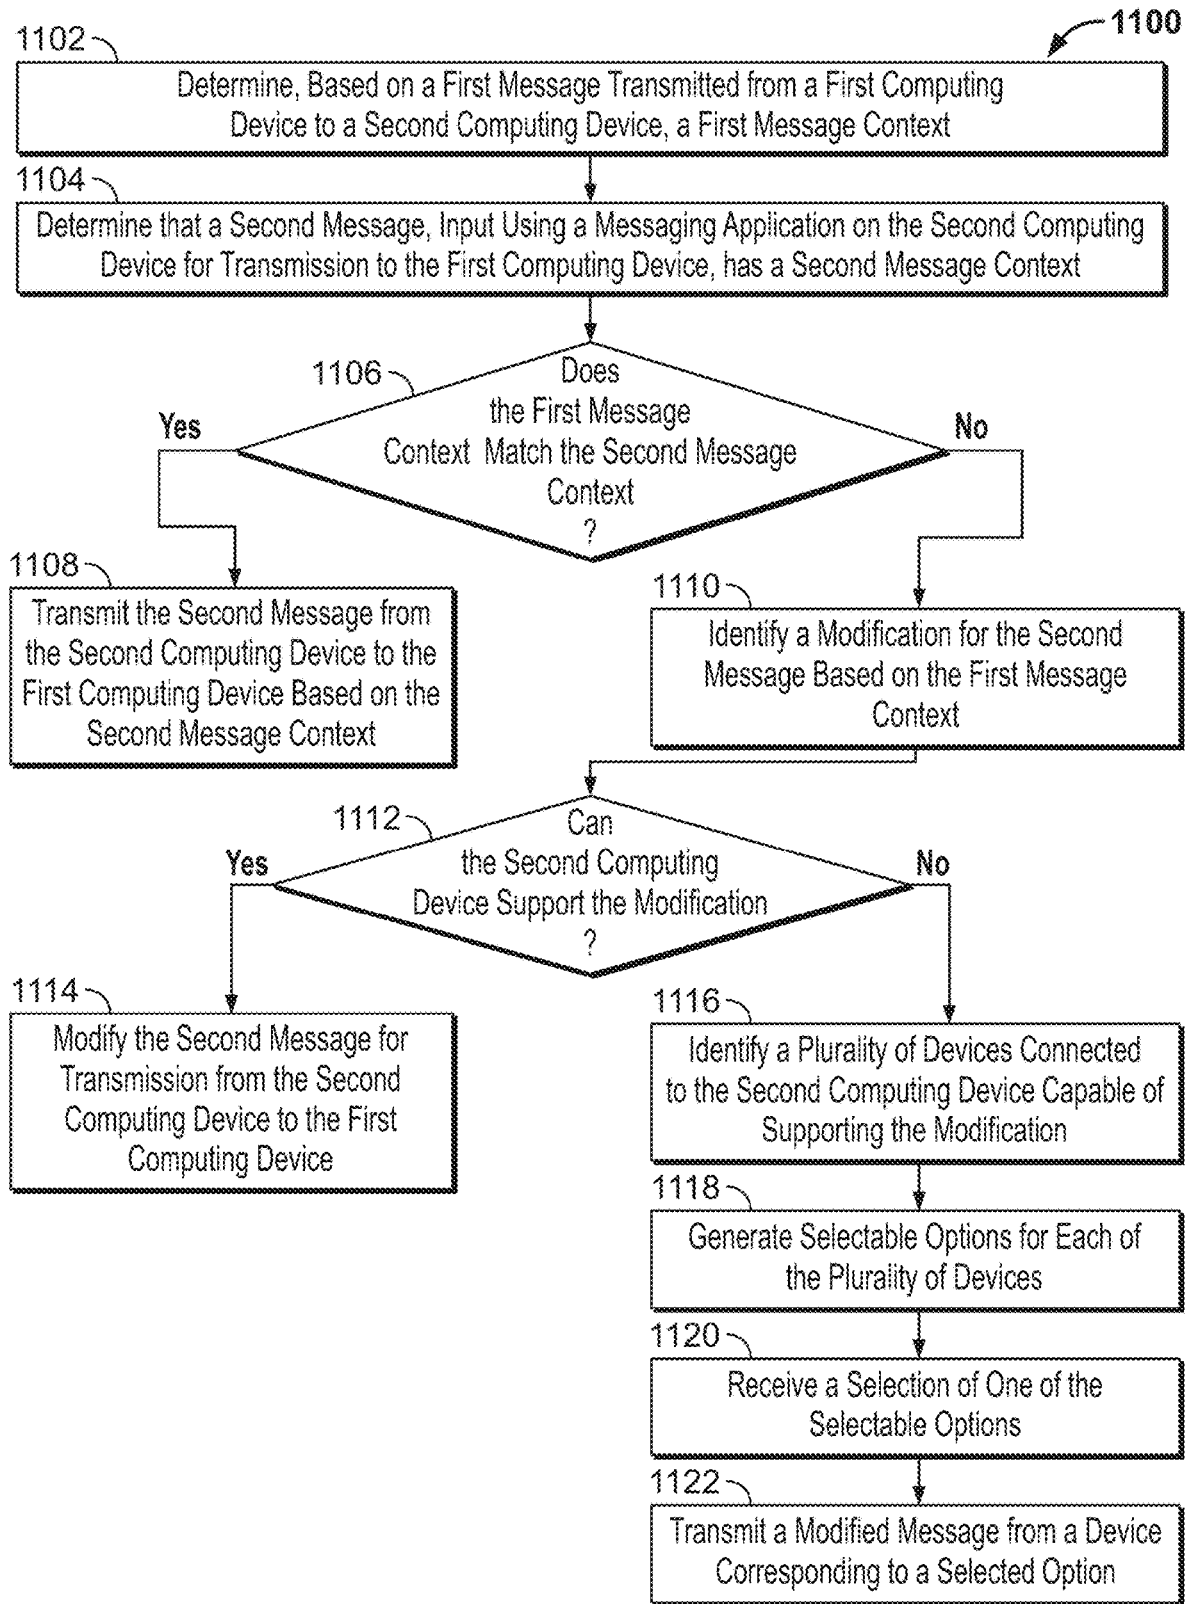 1100
1102
Determine, Based on a First Message Transmitted from a First Computing
Device to a Second Computing Device, a First Message Context
1104
Determine that a Second Message, Input Using a Messaging Application on the Second Computing
Device for Transmission to the First Computing Device, has a Second Message Context
1106
Does
the First Message
Context Match the Second Message
Context
?
Yes
No
1108
Transmit the Second Message from
the Second Computing Device to the
First Computing Device Based on the
Second Message Context
1110
Identify a Modification for the Second
Message Based on the First Message
Context
1112
Can
the Second Computing
Device Support the Modification
?
Yes
No
1114
Modify the Second Message for
Transmission from the Second
Computing Device to the First
Computing Device
1116
Identify a Plurality of Devices Connected
to the Second Computing Device Capable of
Supporting the Modification
1118
Generate Selectable Options for Each of
the Plurality of Devices
1120
Receive a Selection of One of the
Selectable Options
1122
Transmit a Modified Message from a Device
Corresponding to a Selected Option